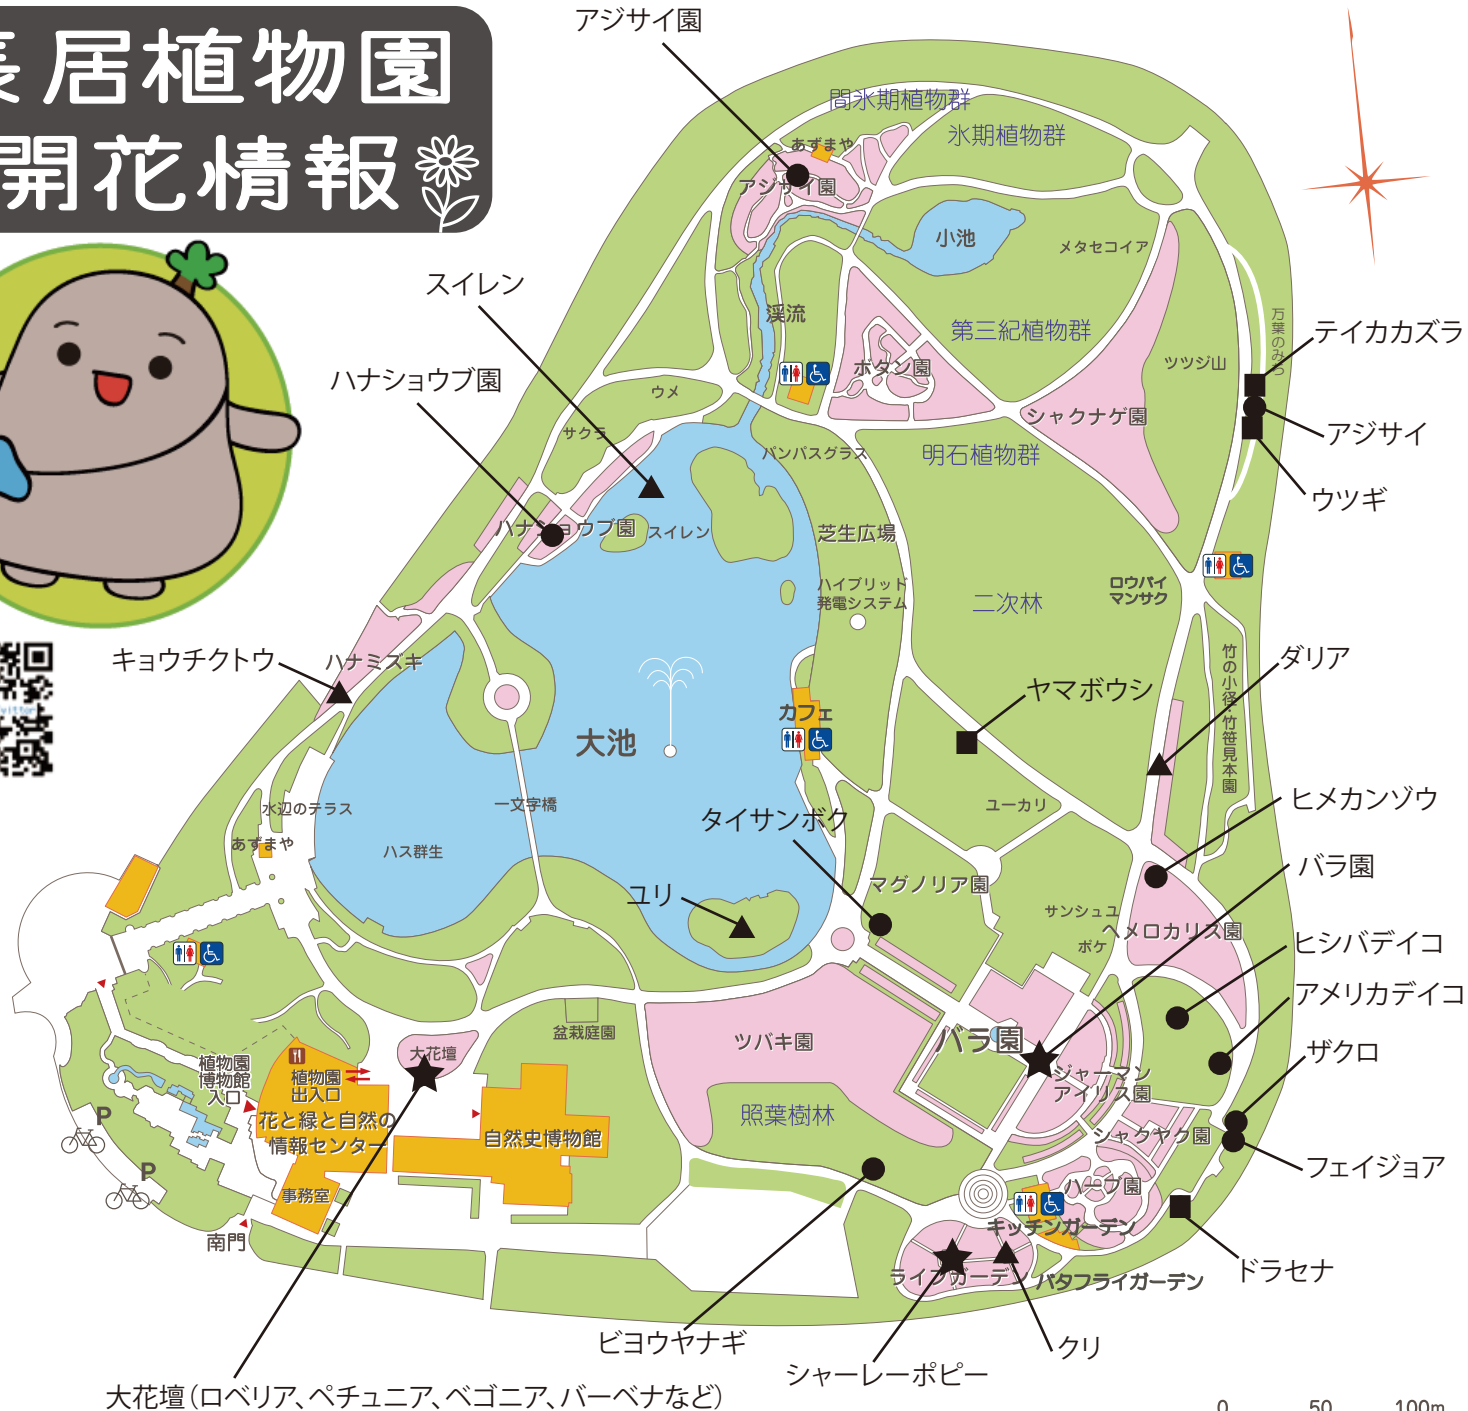 長居植物園
開花情報
アジサイ園
間氷期植物群
氷期植物群
あずまや
アジサイ園
小池
メタセコイア
スイレン
渓流
第三紀植物群
万葉のみち
テイカカズラ
ツツジ山
ボタン園
ハナショウブ園
ウメ
シャクナゲ園
アジサイ
サクラ
パンパスグラス
明石植物群
ウツギ
ハナショウブ園
スイレン
芝生広場
ハイブリッド
発電システム
二次林
ロウバイ
マンサク
キョウチクトウ
ハナミズキ
竹の小径・竹笹見本園
ダリア
ヤマボウシ
カフェ
大池
ヒメカンゾウ
水辺のテラス
一文字橋
ユーカリ
タイサンボク
あずまや
ハス群生
バラ園
ユリ
マグノリア園
サンシュユ
ボケ
ヘメロカリス園
ヒシバデイコ
アメリカデイコ
盆栽庭園
ツバキ園
バラ園
大花壇
ザクロ
植物園
博物館
入口
植物園
出入口
ジャーマン
アイリス園
照葉樹林
花と緑と自然の
情報センター
自然史博物館
シャクヤク園
P
P
フェイジョア
事務室
ハーブ園
キッチンガーデン
南門
ライフガーデン
バタフライガーデン
ドラセナ
ビヨウヤナギ
クリ
シャーレーポピー
大花壇(ロベリア、ペチュニア、ベゴニア、バーベナなど)
0 50 100m